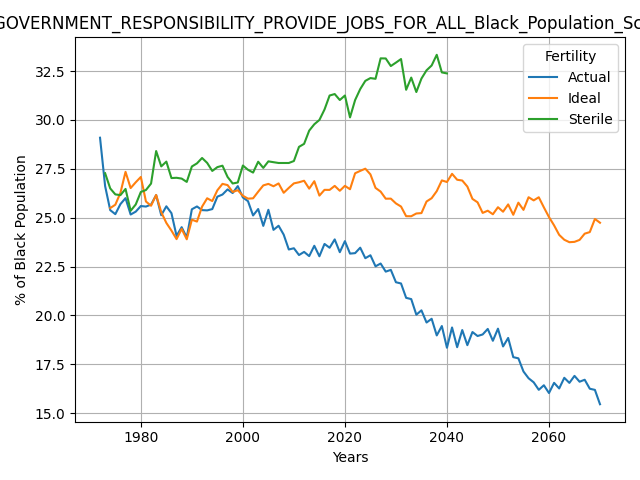 GOVERNMENT_RESPONSIBILITY_PROVIDE_JOBS_FOR_ALL_Black_Population_Sc
Fertility
Actual
Ideal
Sterile
32.5
30.0
27.5
25.0
22.5
20.0
17.5
15.0
% of Black Population
1980
2000
2020
2040
2060
Years